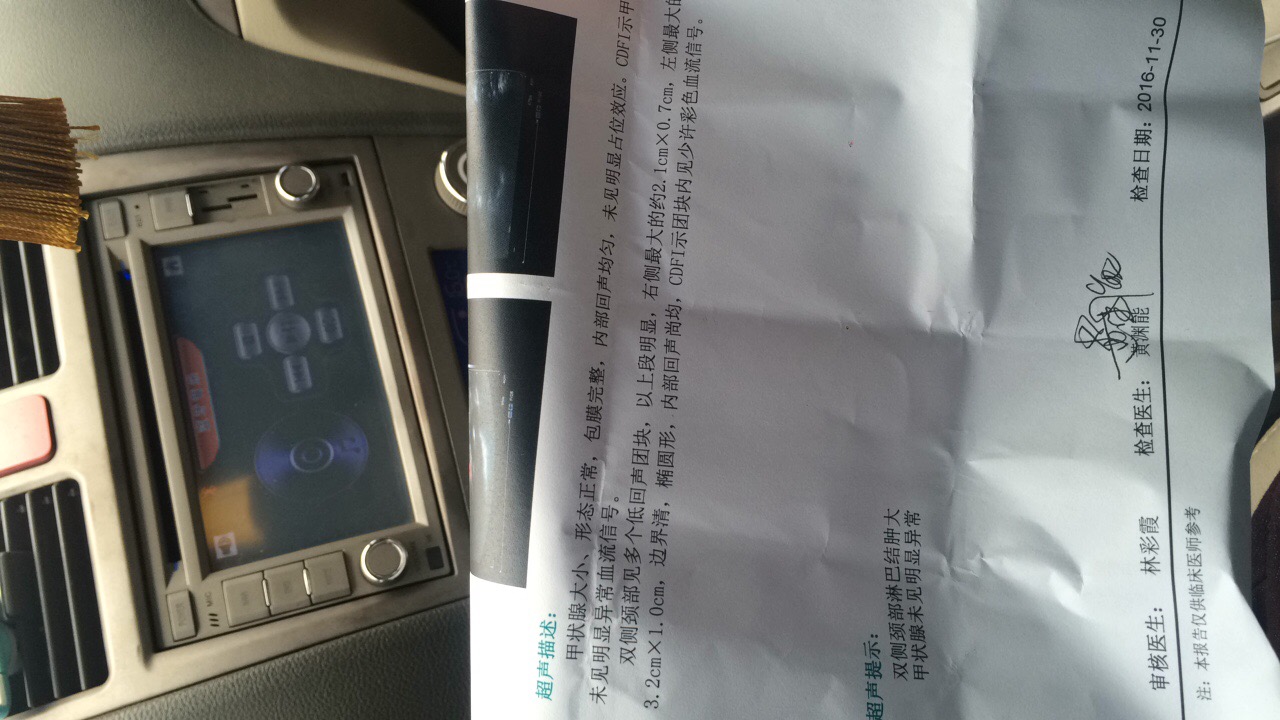 超声描述:
甲状腺大小、形态正常，包膜完整，内部回声均匀，未见明显占位效应。CDFI示甲
未见明显异常血流信号。
双侧颈部见多个低回声团块，以上段明显，右侧最大的约2.1cm×0.7cm，左侧最大的
3.2cm×1.0cm，边界清，椭圆形，内部回声尚均，CDFI示团块内见少许彩色血流信号。
超声提示:
双侧颈部淋巴结肿大
甲状腺未见明显异常
审核医生: 林彩霞 检查医生: 黄渊能 检查日期: 2016-11-30
注: 本报告仅供临床医师参考
MIC